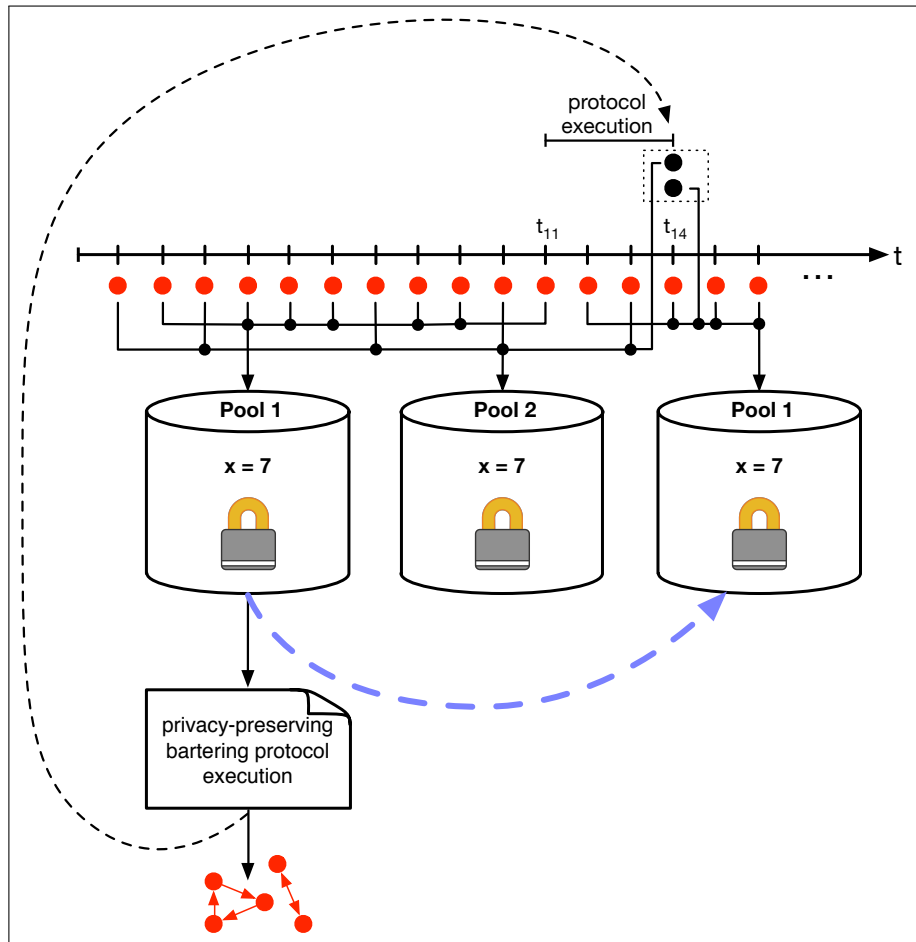 protocol
execution
t11
t14
t
...
Pool 1
Pool 2
Pool 1
x = 7
x = 7
x = 7
privacy-preserving
bartering protocol
execution